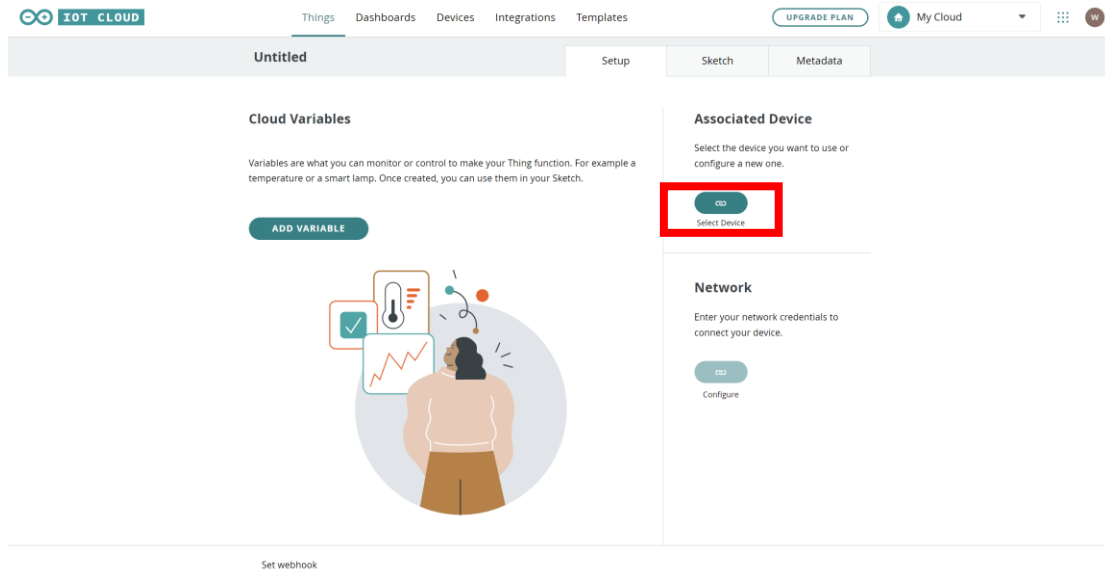 IOT CLOUD
Things Dashboards Devices Integrations Templates
UPGRADE PLAN
My Cloud
W
Untitled
Setup
Sketch
Metadata
Cloud Variables
Variables are what you can monitor or control to make your Thing function. For example a
temperature or a smart lamp. Once created, you can use them in your Sketch.
ADD VARIABLE
Associated Device
Select the device you want to use or
configure a new one.
Select Device
Network
Enter your network credentials to
connect your device.
Configure
Set webhook